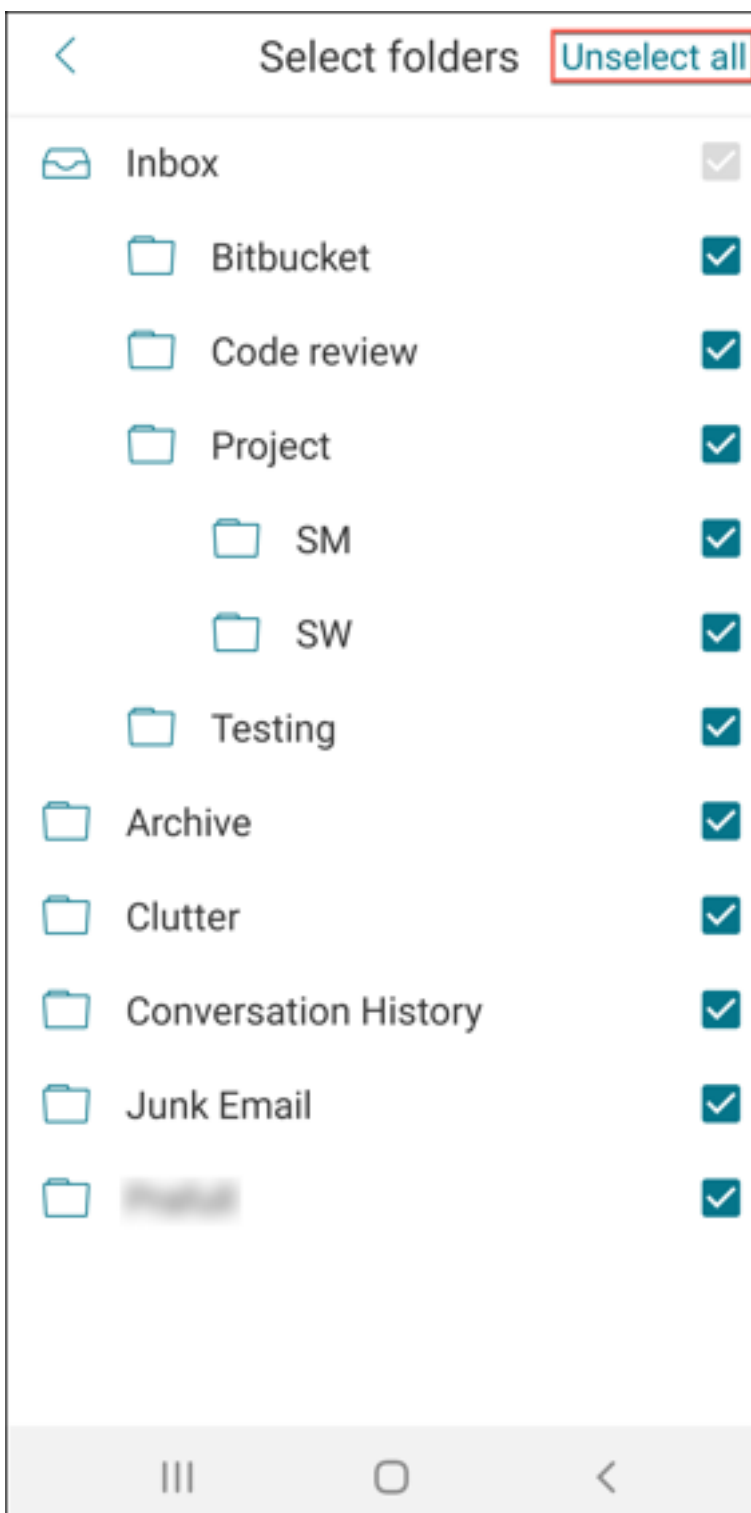 Select folders Unselect all
Inbox
Bitbucket
Code review
Project
SM
SW
Testing
Archive
Clutter
Conversation History
Junk Email